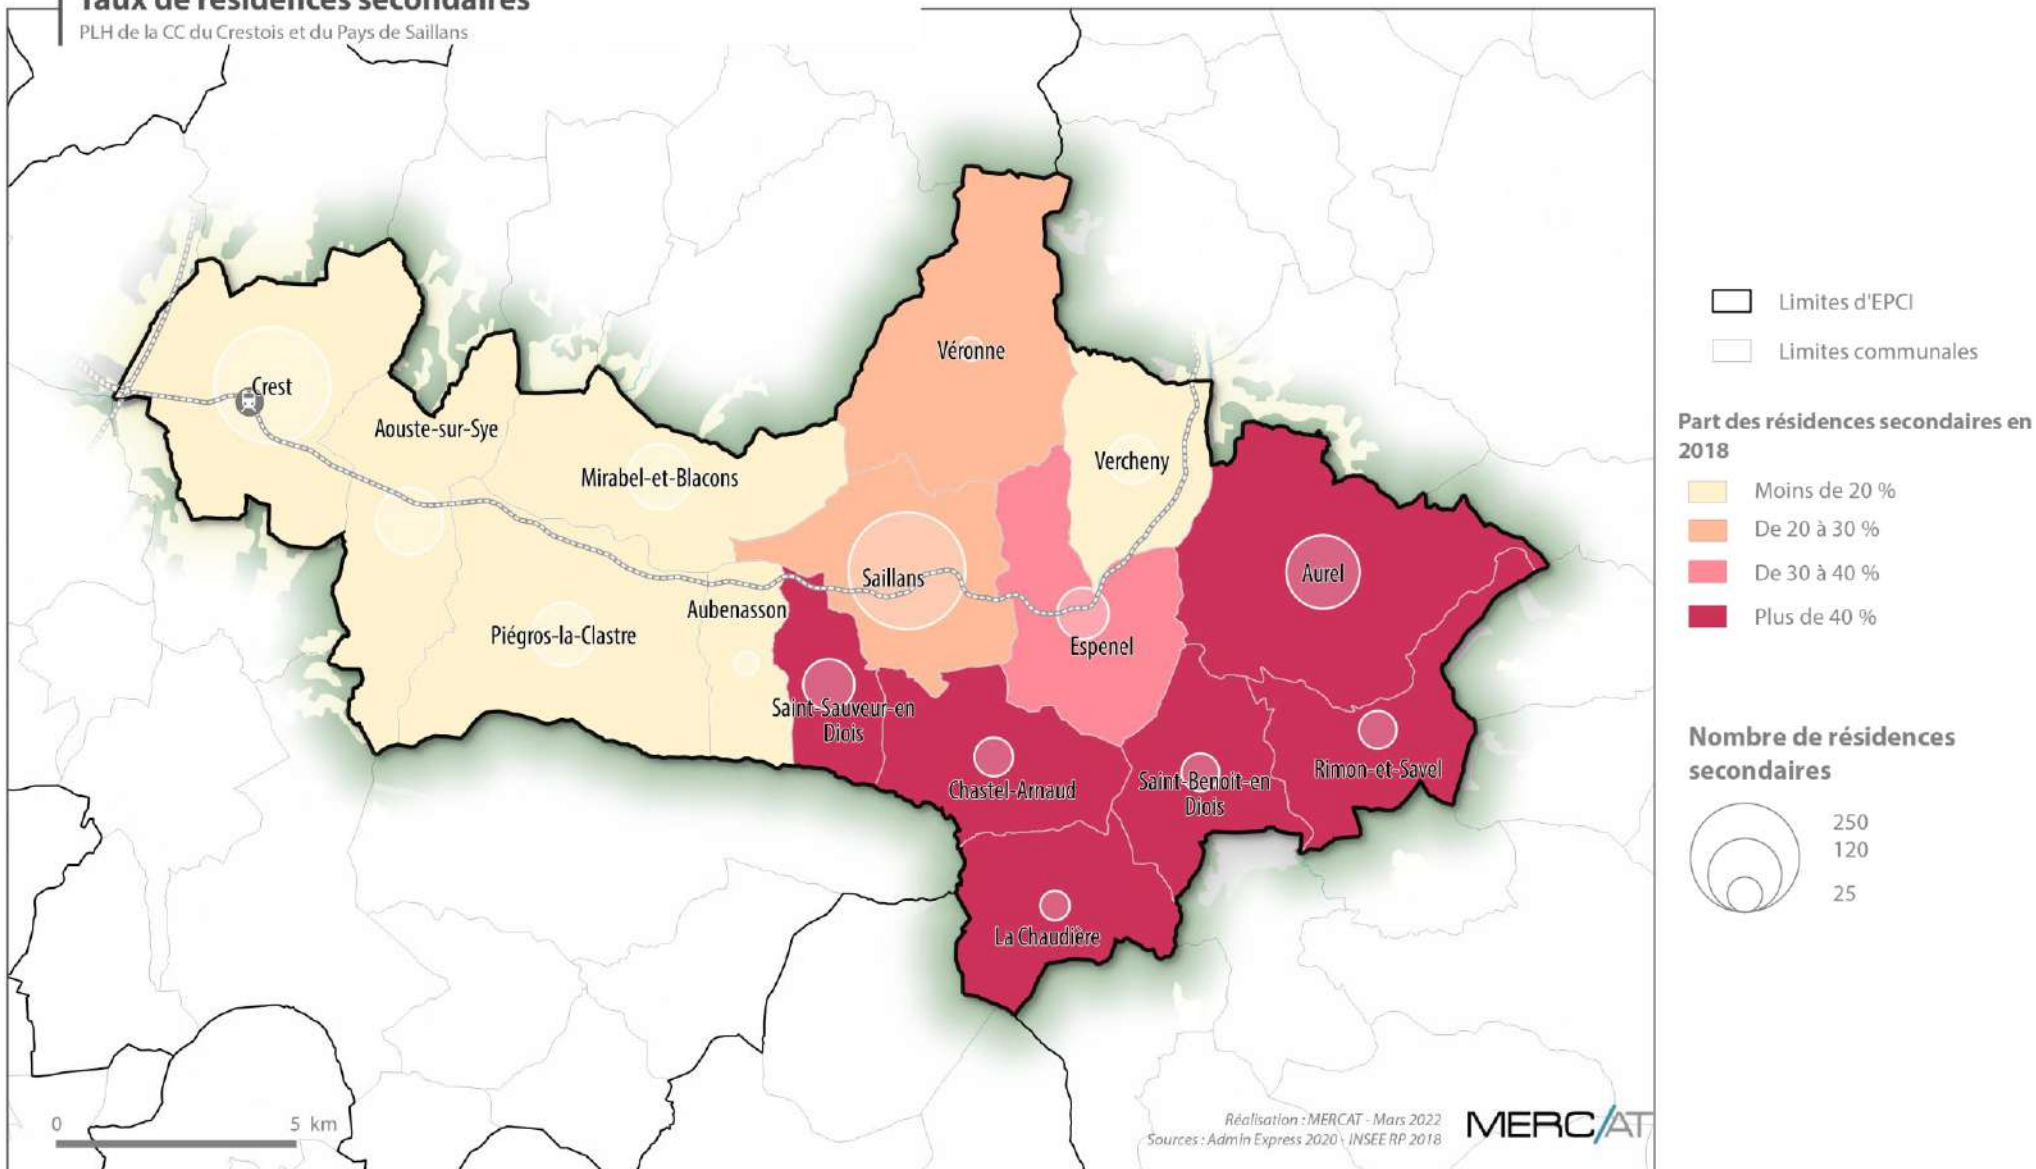 Taux de résidences secondaires
PLH de la CC du Crestois et du Pays de Saillans
Véronne
Crest
Aouste-sur-Sye
Mirabel-et-Blacons
Vercheny
Saillans
Aurel
Aubenasson
Piégros-la-Clastre
Espenel
Saint-Sauveur-en
Diois
Chastel-Arnaud
Saint-Benoit-en
Diois
Rimon-et-Savel
La Chaudière
0 5 km
Réalisation : MERCAT - Mars 2022
Sources : Admin Express 2020 - INSEE RP 2018
MERC/AT
Limites d'EPCI
Limites communales
Part des résidences secondaires en
2018
Moins de 20 %
De 20 à 30 %
De 30 à 40 %
Plus de 40 %
Nombre de résidences
secondaires
250
120
25